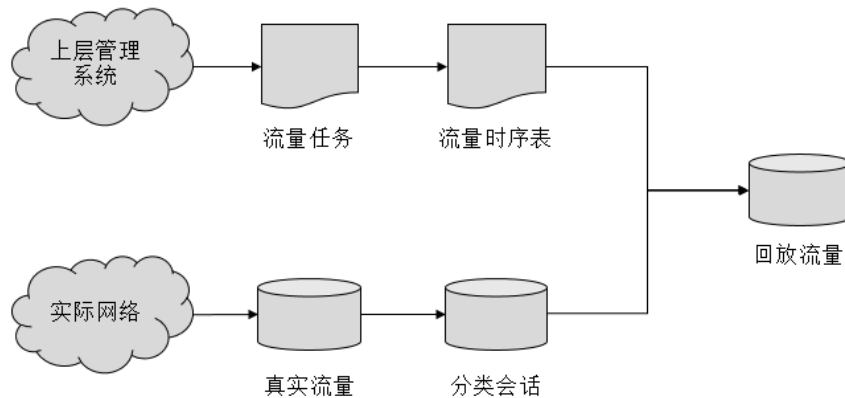 上层管理
系统
流量任务
流量时序表
回放流量
实际网络
真实流量
分类会话